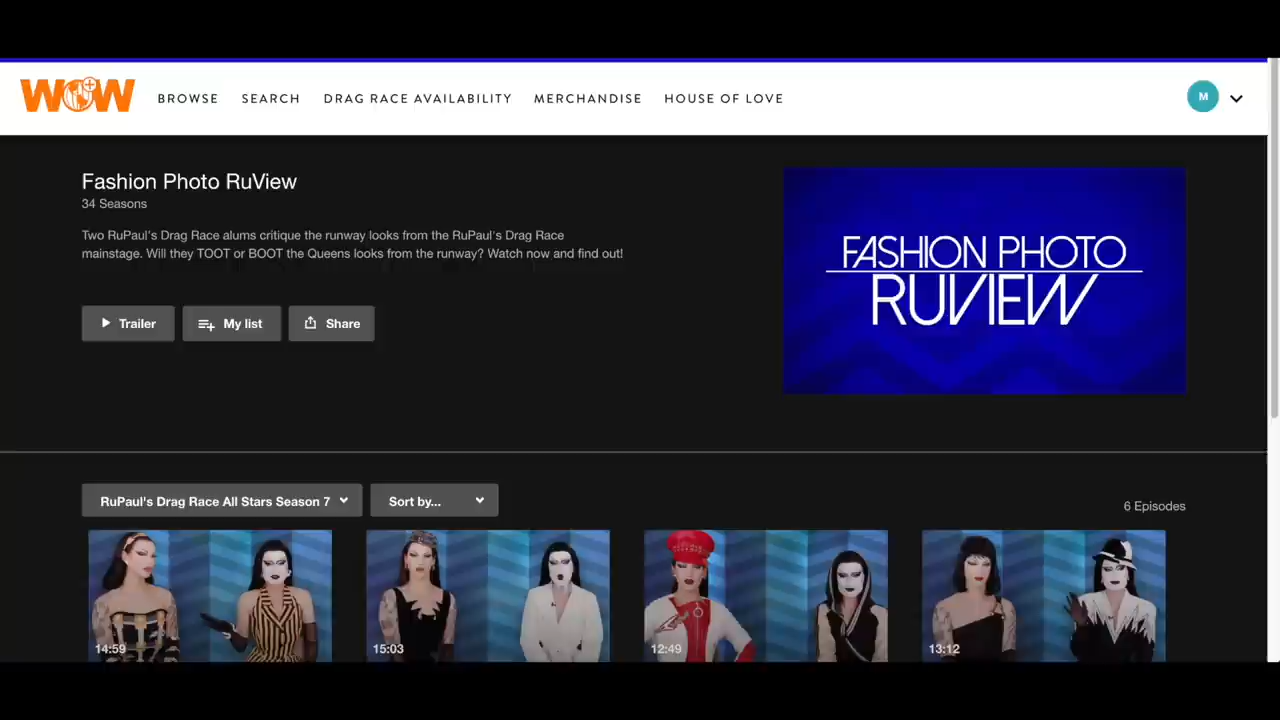 WOW+
BROWSE
SEARCH
DRAG RACE AVAILABILITY
MERCHANDISE
HOUSE OF LOVE
M
Fashion Photo RuView
34 Seasons
Two RuPaul's Drag Race alums critique the runway looks from the RuPaul's Drag Race
mainstage. Will they TOOT or BOOT the Queens looks from the runway? Watch now and find out!
Trailer
My list
Share
FASHION PHOTO
RUVIEW
RuPaul's Drag Race All Stars Season 7
Sort by...
6 Episodes
14:59
15:03
12:49
13:12